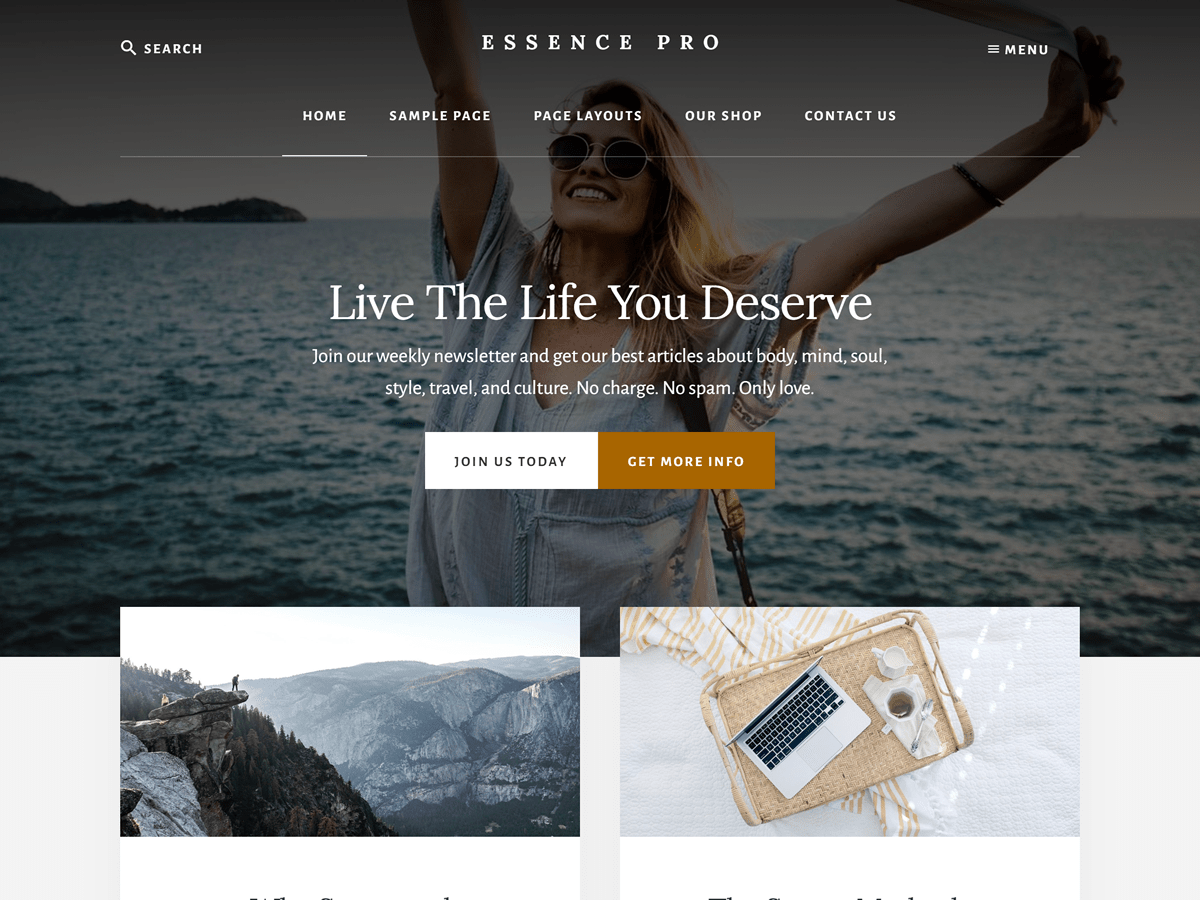 SEARCH
ESSENCE PRO
MENU
HOME
SAMPLE PAGE
PAGE LAYOUTS
OUR SHOP
CONTACT US
Live The Life You Deserve
Join our weekly newsletter and get our best articles about body, mind, soul,
style, travel, and culture. No charge. No spam. Only love.
JOIN US TODAY
GET MORE INFO